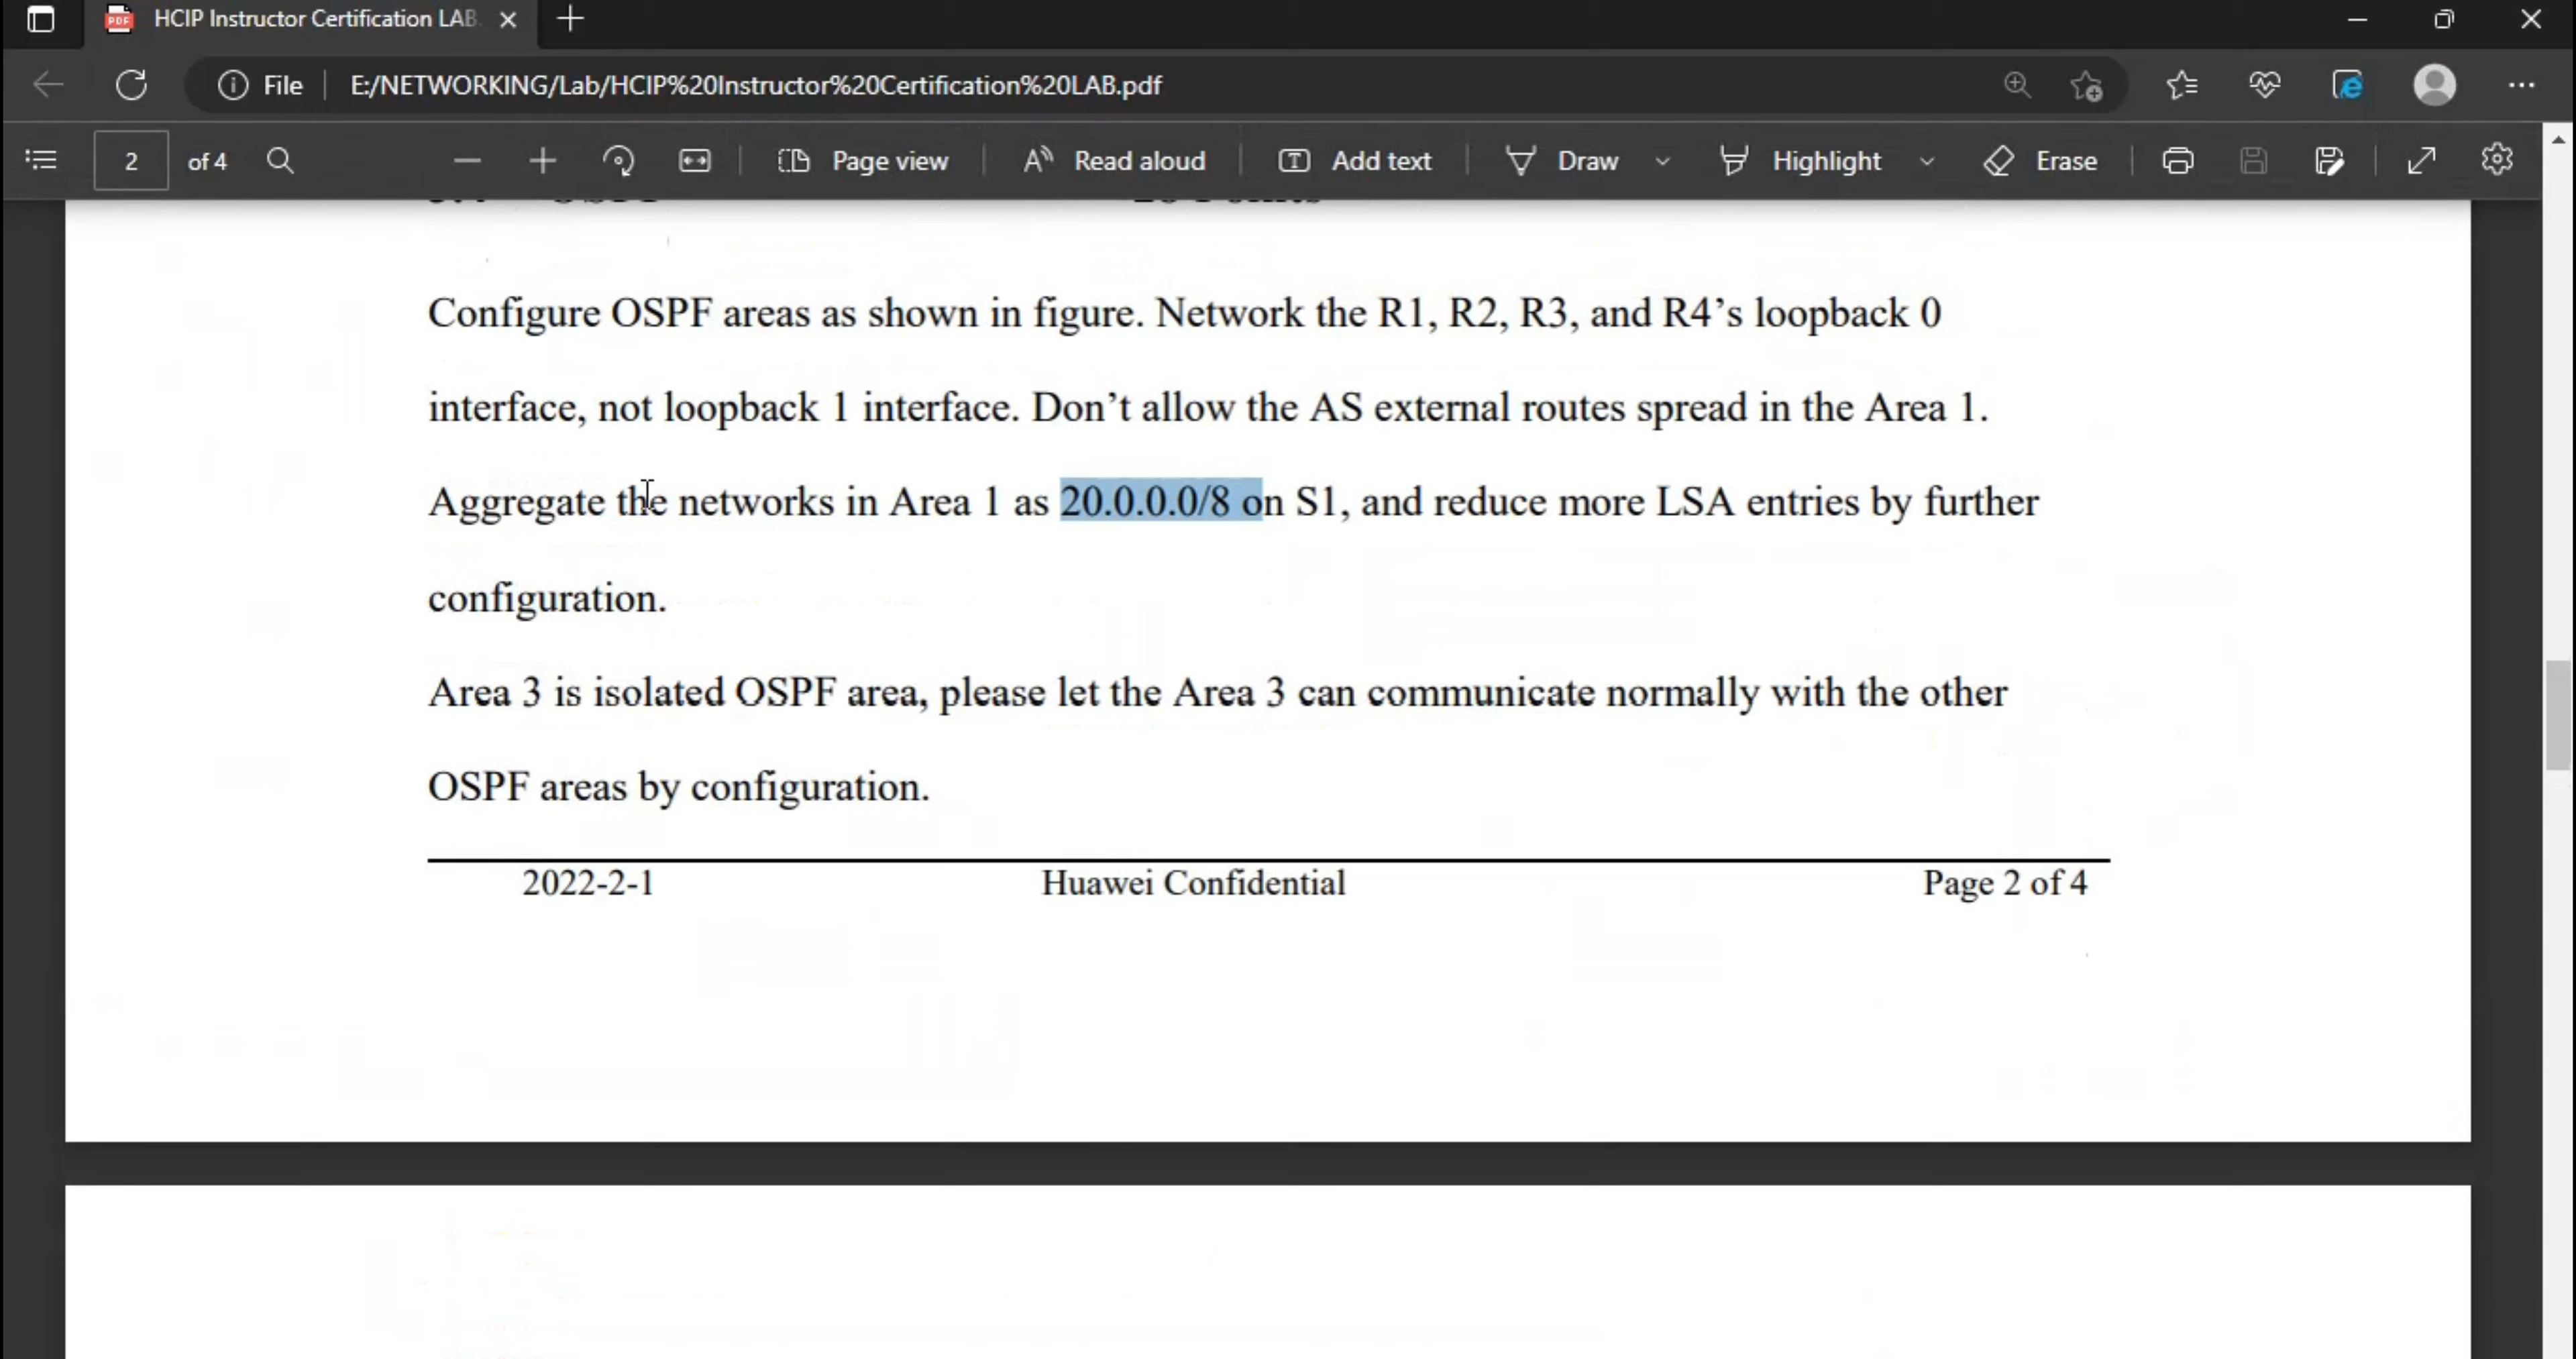 HCIP Instructor Certification LAB
File E:/NETWORKING/Lab/HCIP%20Instructor%20Certification%20LAB.pdf
2 of 4 Page view Read aloud Add text Draw Highlight Erase
Configure OSPF areas as shown in figure. Network the R1, R2, R3, and R4’s loopback 0
interface, not loopback 1 interface. Don’t allow the AS external routes spread in the Area 1.
Aggregate the networks in Area 1 as 20.0.0.0/8 on S1, and reduce more LSA entries by further
configuration.
Area 3 is isolated OSPF area, please let the Area 3 can communicate normally with the other
OSPF areas by configuration.
2022-2-1 Huawei Confidential Page 2 of 4